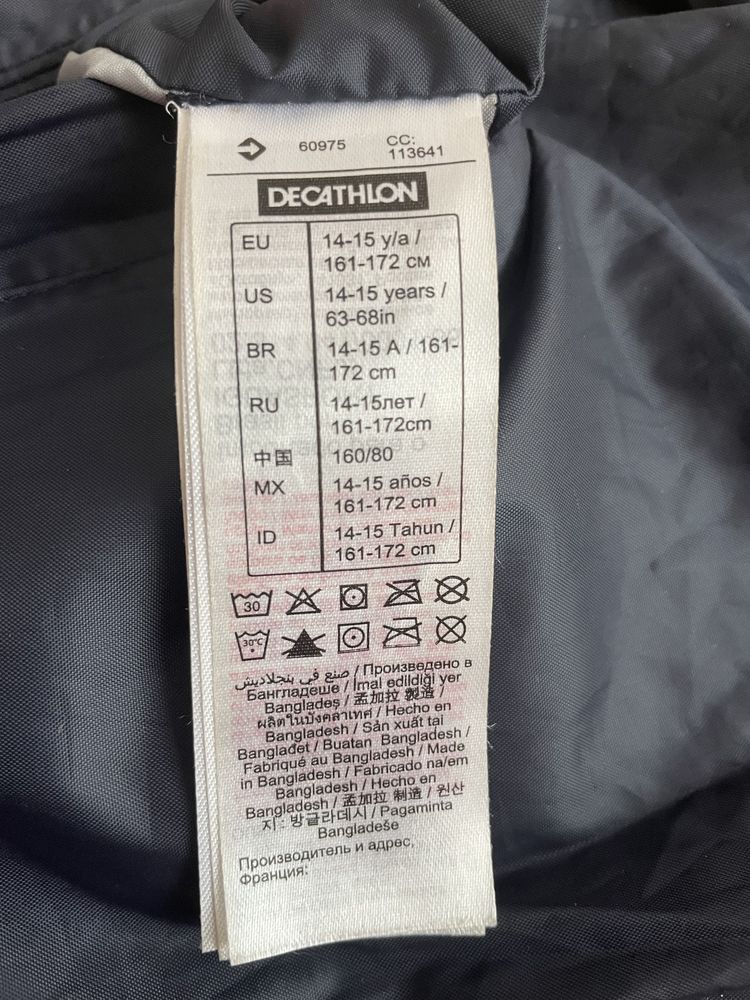 60975 CC: 113641
DECATHLON
EU 14-15 y/a / 161-172 см
US 14-15 years / 63-68in
BR 14-15 A / 161-172 cm
RU 14-15лет / 161-172cm
中国 160/80
MX 14-15 años / 161-172 cm
ID 14-15 Tahun / 161-172 cm
30
30°C
صنع في بنجلاديش / Произведено в
Бангладеше / İmal edildiği yer
Bangladeş / 孟加拉 製造 /
ผลิตในบังคลาเทศ / Hecho en
Bangladesh / Sản xuất tại
Bangladet / Buatan Bangladesh /
Fabriqué au Bangladesh / Made
in Bangladesh / Fabricado na/em
Bangladesh / Hecho en
Bangladesh / 孟加拉 制造 / 원산
지 : 방글라데시 / Pagaminta
Bangladeše
Производитель и адрес,
Франция: